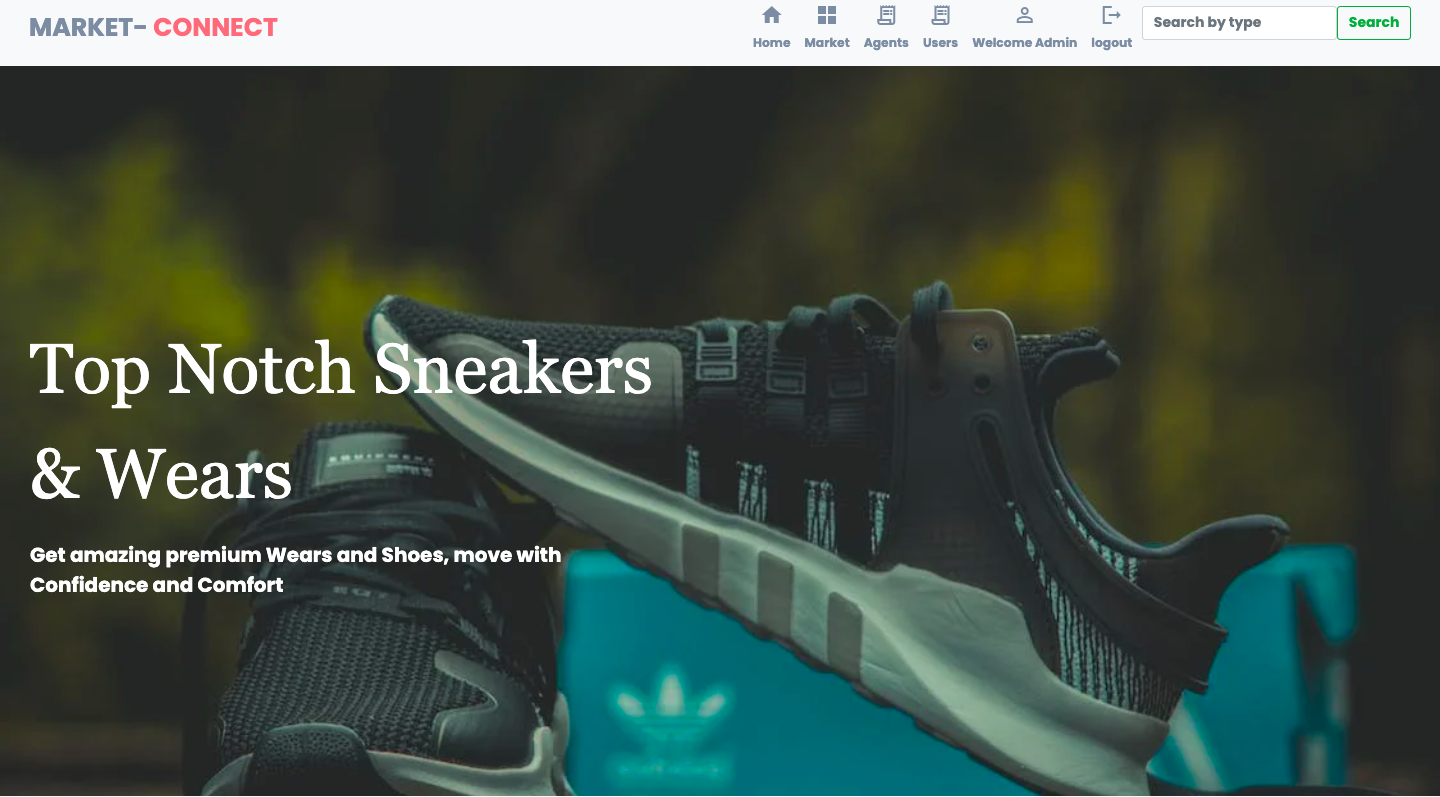 MARKET- CONNECT
Home Market Agents Users Welcome Admin logout
Search by type Search
Top Notch Sneakers
& Wears
Get amazing premium Wears and Shoes, move with
Confidence and Comfort
EQUIPMENT